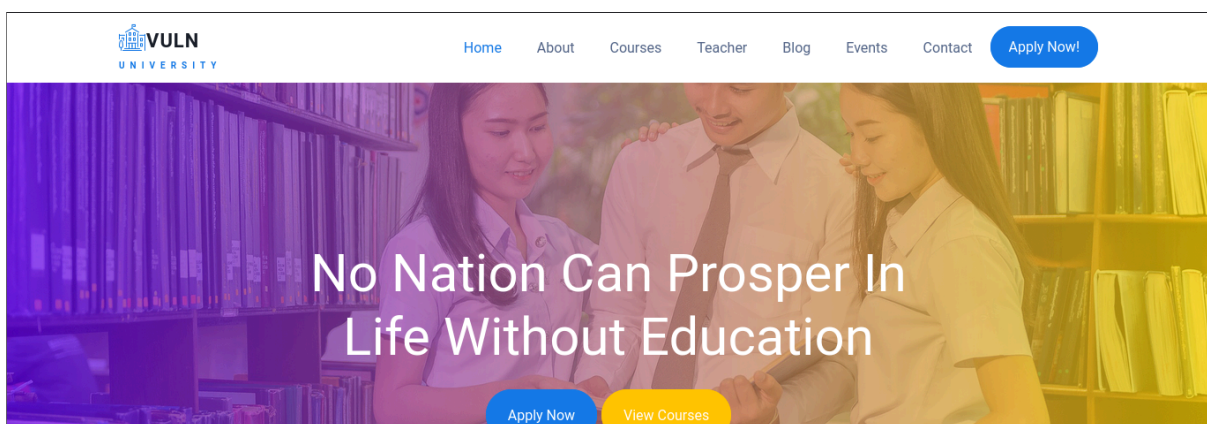 VULN
UNIVERSITY
Home About Courses Teacher Blog Events Contact Apply Now!
No Nation Can Prosper In
Life Without Education
Apply Now View Courses